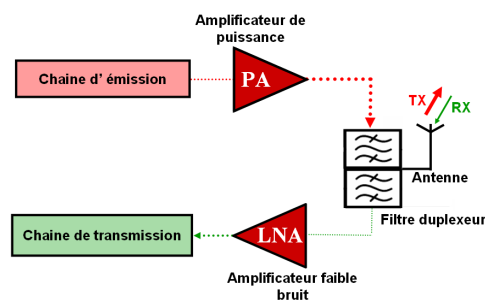 Amplificateur de
puissance
Chaine d’ émission
PA
TX
RX
Antenne
Filtre duplexeur
Chaine de transmission
LNA
Amplificateur faible
bruit